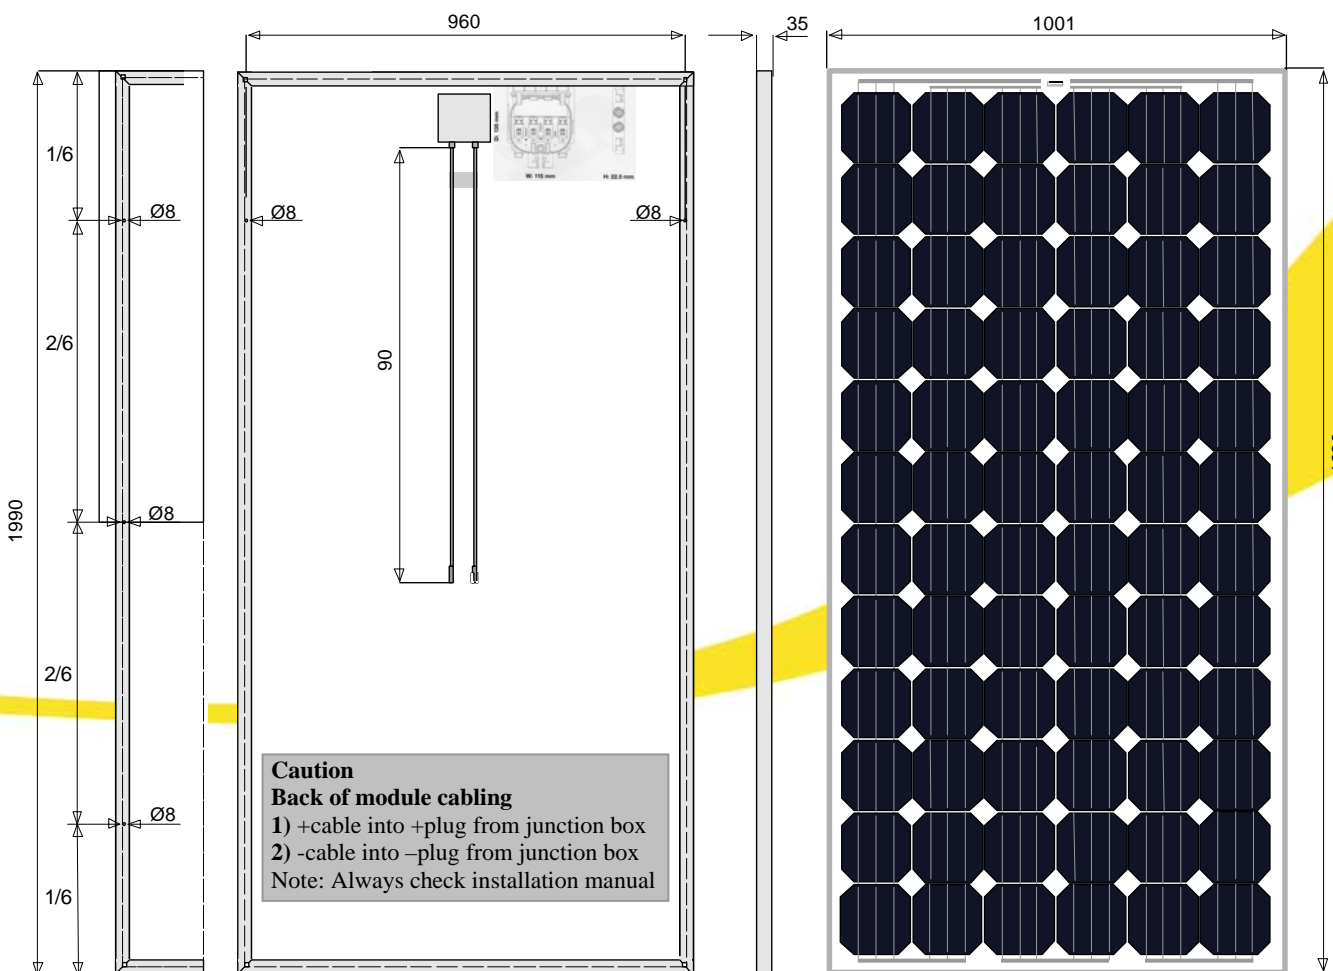 960
35
1001
1/6
Ø8
Ø8
Ø8
D: 135 mm
W: 115 mm
H: 22.5 mm
2/6
90
1990
Ø8
2/6
Ø8
1/6
Caution
Back of module cabling
1) +cable into +plug from junction box
2) -cable into –plug from junction box
Note: Always check installation manual